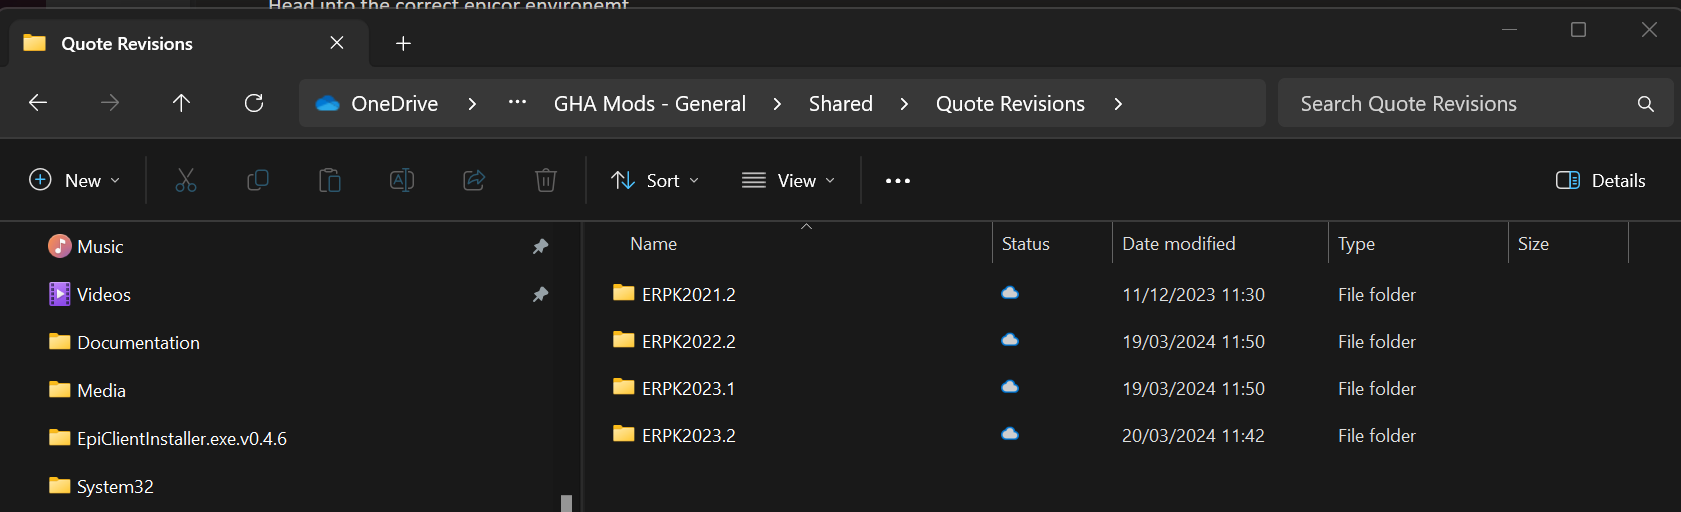 Head into the correct epicor environemt
Quote Revisions
OneDrive > ... GHA Mods - General > Shared > Quote Revisions >
Search Quote Revisions
New
Sort
View
Details
Music
Videos
Documentation
Media
EpiClientInstaller.exe.v0.4.6
System32
Name Status Date modified Type Size
ERPK2021.2 11/12/2023 11:30 File folder
ERPK2022.2 19/03/2024 11:50 File folder
ERPK2023.1 19/03/2024 11:50 File folder
ERPK2023.2 20/03/2024 11:42 File folder